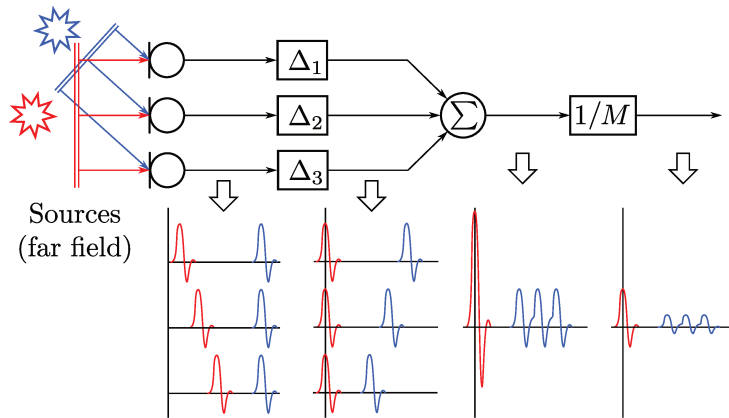 Δ₁
Δ₂
Σ
1/M
Δ₃
Sources
(far field)